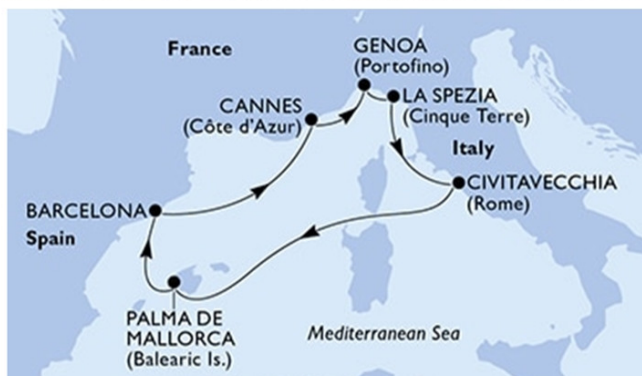 France
GENOA
(Portofino)
CANNES
(Côte d'Azur)
LA SPEZIA
(Cinque Terre)
Italy
BARCELONA
CIVITAVECCHIA
(Rome)
Spain
PALMA DE
MALLORCA
(Balearic Is.)
Mediterranean Sea